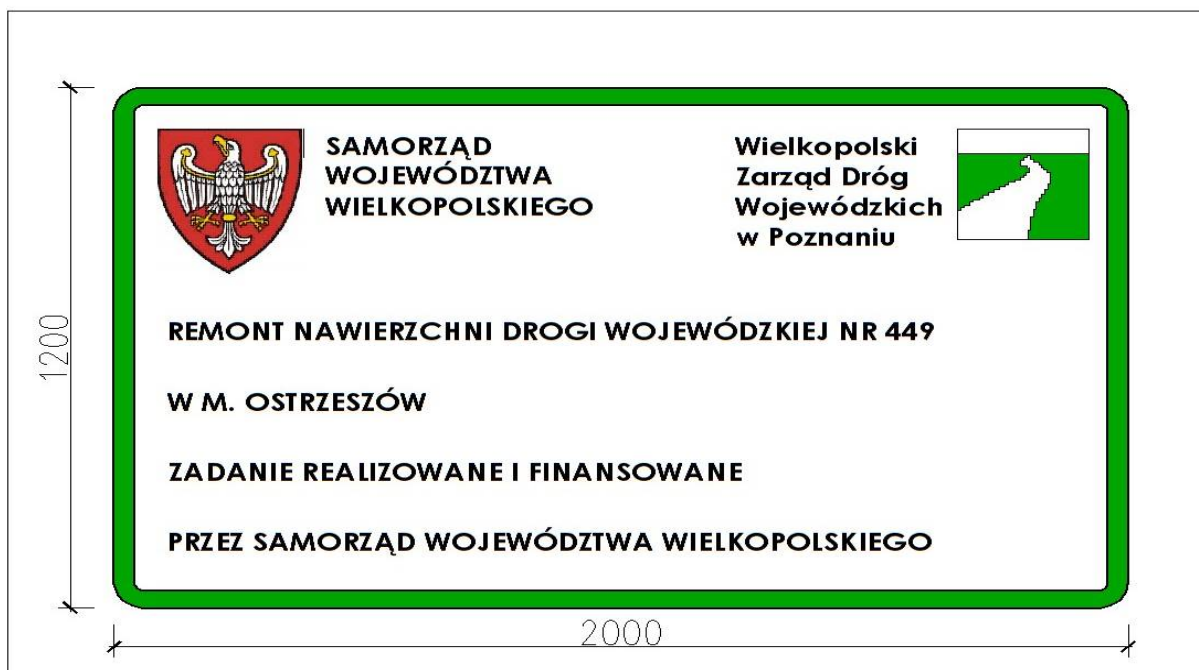 SAMORZĄD
WOJEWÓDZTWA
WIELKOPOLSKIEGO
Wielkopolski
Zarząd Dróg
Wojewódzkich
w Poznaniu
REMONT NAWIERZCHNI DROGI WOJEWÓDZKIEJ NR 449
W M. OSTRZESZÓW
ZADANIE REALIZOWANE I FINANSOWANE
PRZEZ SAMORZĄD WOJEWÓDZTWA WIELKOPOLSKIEGO
1200
2000